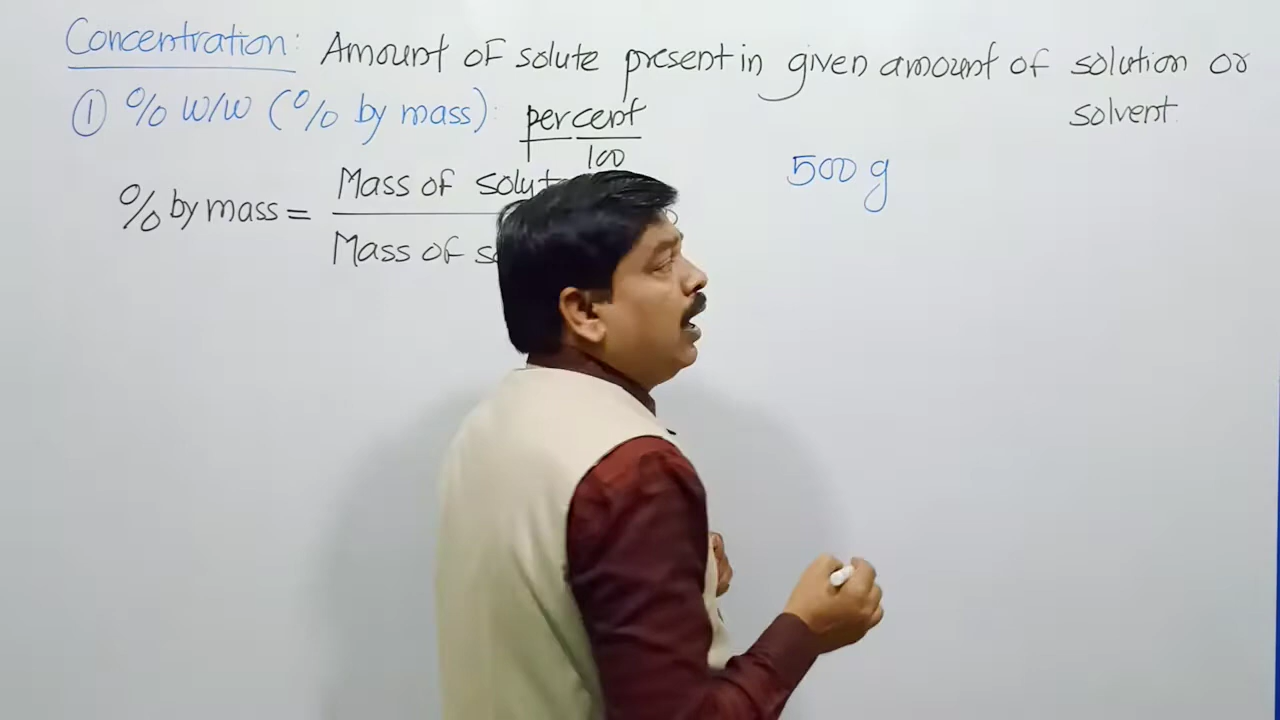 Concentration: Amount OF solute present in given amount of solution or
solvent.
① % W/W (% by mass): percent
100
% by mass = Mass of
Mass of
500 g